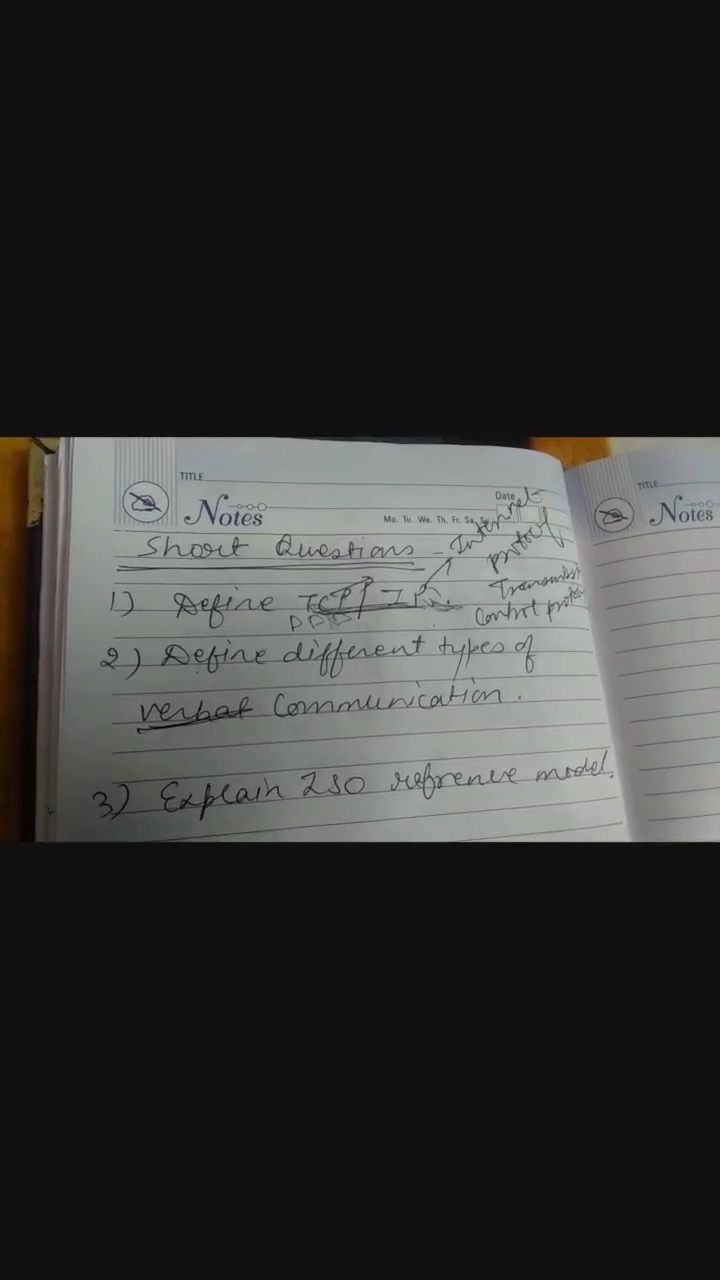 TITLE
Notes
Date
Mo. Tu. We. Th. Fr. Sa. Su.
Short Questions - Internet
protocol
1) Define TCP/IP.
Transmission
Control protocol
2) Define different types of
verbal Communication.
3) Explain ISO refrence model.
TITLE
Notes